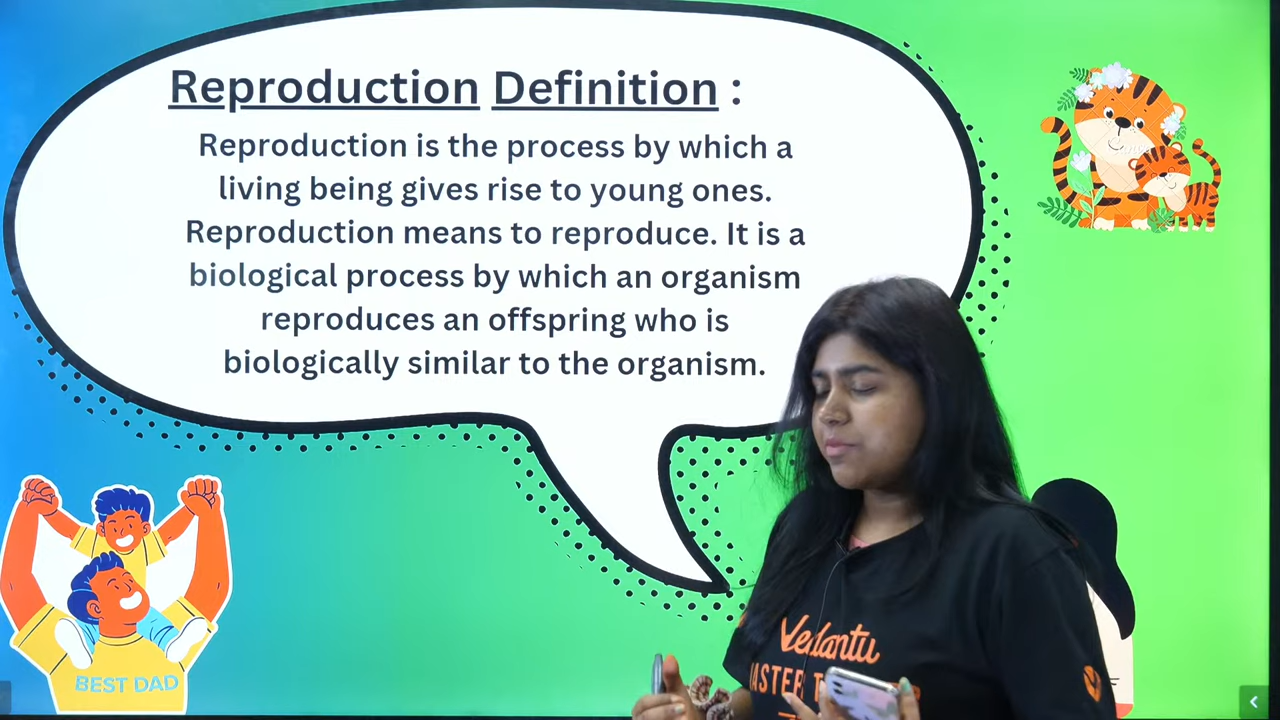 Reproduction Definition :
Reproduction is the process by which a
living being gives rise to young ones.
Reproduction means to reproduce. It is a
biological process by which an organism
reproduces an offspring who is
biologically similar to the organism.
BEST DAD
Vedantu